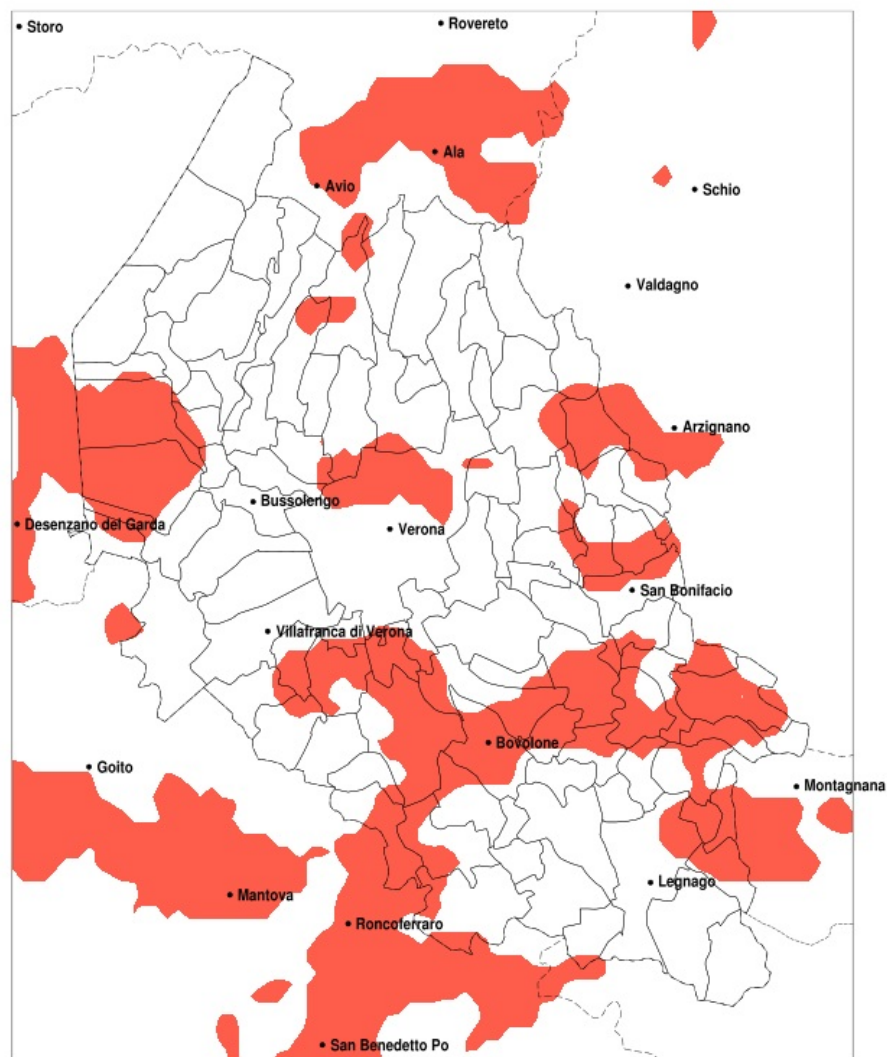 Storo
Rovereto
Ala
Avio
Schio
Valdagno
Arzignano
Bussolengo
Desenzano del Garda
Verona
San Bonifacio
Villafranca di Verona
Bovolone
Goito
Montagnana
Legnago
Mantova
Roncoferraro
San Benedetto Po